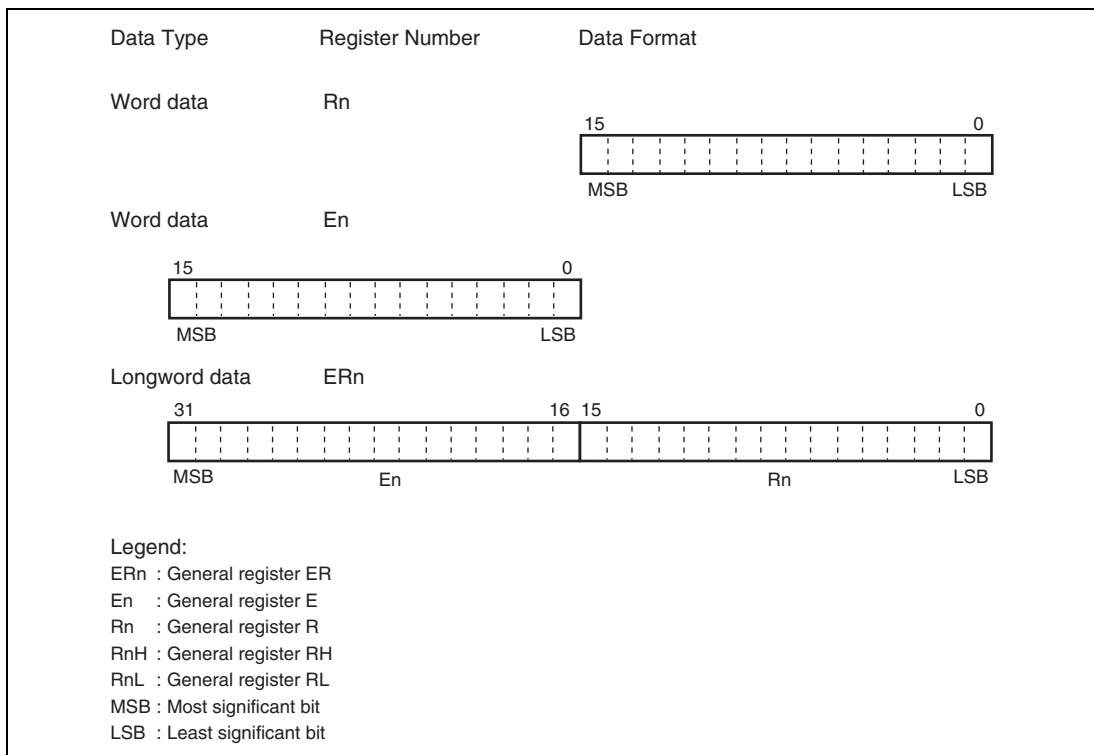 Data Type Register Number Data Format
Word data Rn
15 0
MSB LSB
Word data En
15 0
MSB LSB
Longword data ERn
31 16 15 0
MSB En Rn LSB
Legend:
ERn : General register ER
En : General register E
Rn : General register R
RnH : General register RH
RnL : General register RL
MSB : Most significant bit
LSB : Least significant bit